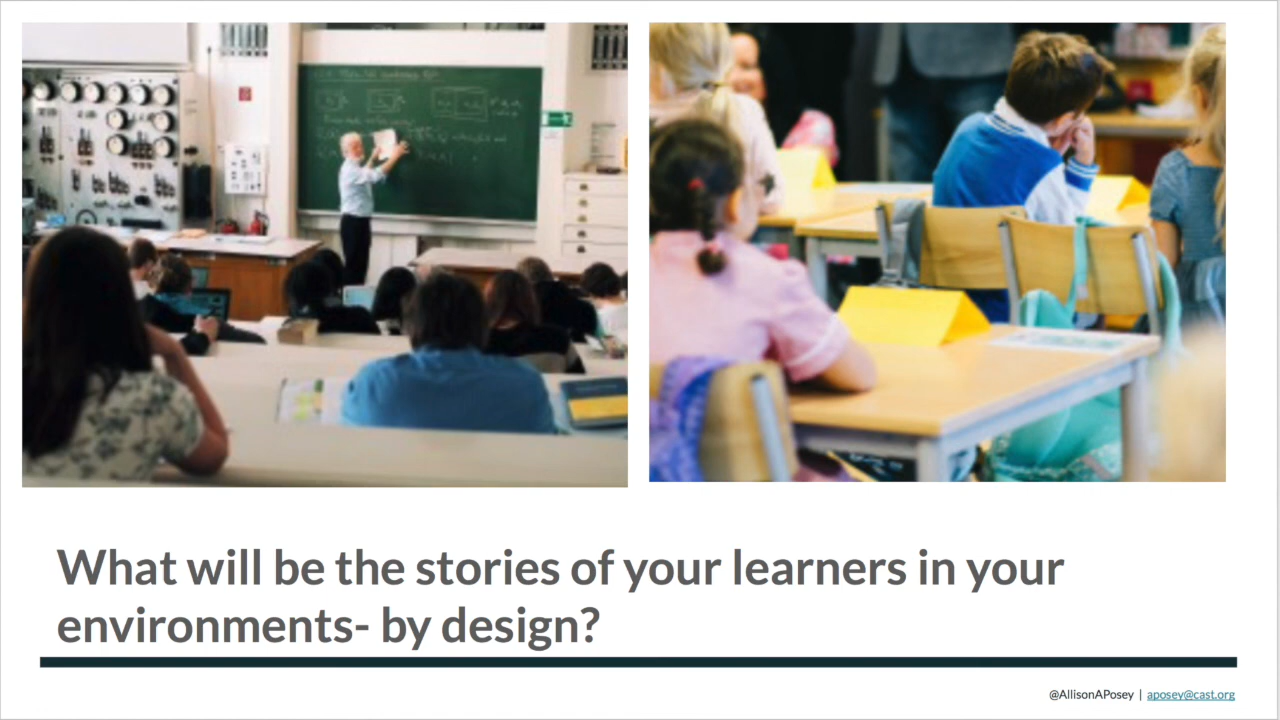 What will be the stories of your learners in your
environments- by design?
@AllisonAPosey | aposey@cast.org